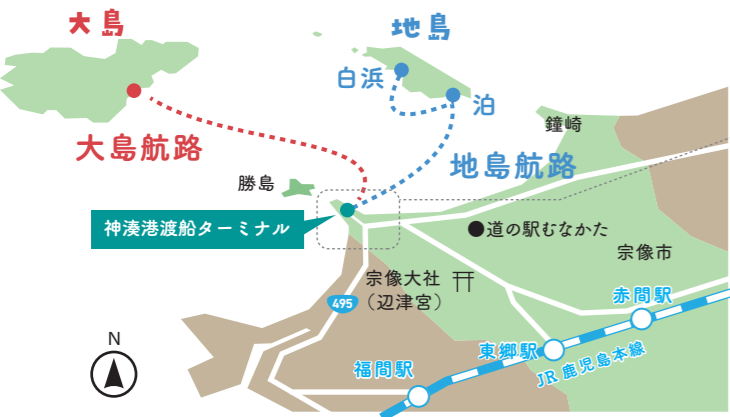 大島
地島
白浜
泊
鐘崎
大島航路
地島航路
勝島
神湊港渡船ターミナル
道の駅むなかた
宗像市
宗像大社
（辺津宮）
495
赤間駅
東郷駅
JR 鹿児島本線
福間駅
N